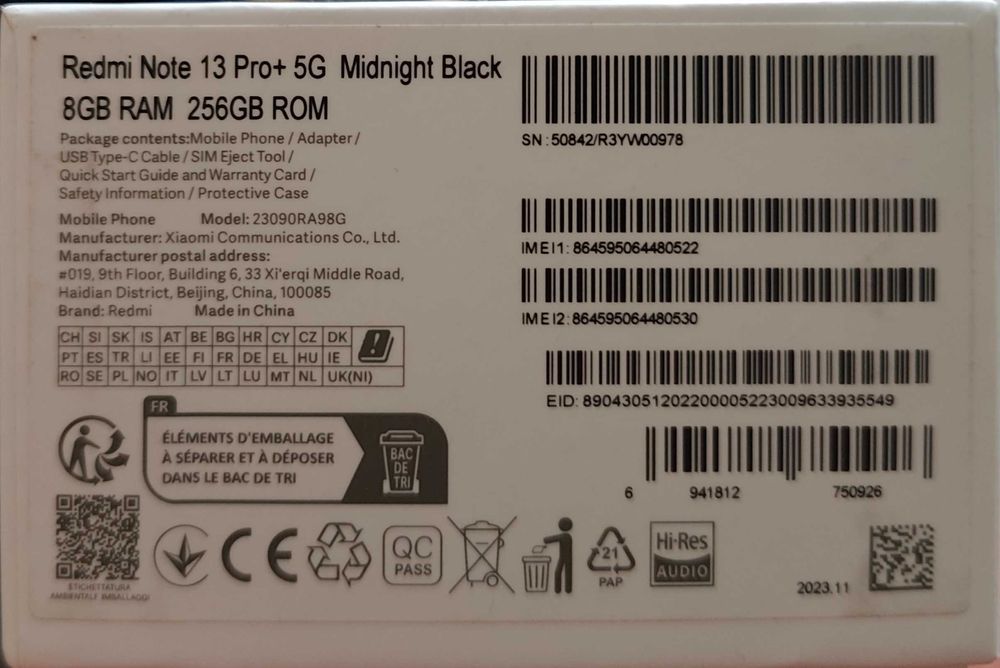 Redmi Note 13 Pro+ 5G Midnight Black
8GB RAM 256GB ROM
Package contents:Mobile Phone / Adapter /
USB Type-C Cable / SIM Eject Tool /
Quick Start Guide and Warranty Card /
Safety Information / Protective Case
Mobile Phone Model: 23090RA98G
Manufacturer: Xiaomi Communications Co., Ltd.
Manufacturer postal address:
#019, 9th Floor, Building 6, 33 Xi'erqi Middle Road,
Haidian District, Beijing, China, 100085
Brand: Redmi Made in China
CH SI SK IS AT BE BG HR CY CZ DK
PT ES TR LI EE FI FR DE EL HU IE
RO SE PL NO IT LV LT LU MT NL UK(NI)
SN : 50842/R3YW00978
IMEI1: 864595064480522
IMEI2: 864595064480530
EID: 89043051202200005223009633935549
6 941812 750926
FR
ÉLÉMENTS D'EMBALLAGE
À SÉPARER ET À DÉPOSER
DANS LE BAC DE TRI
BAC
DE
TRI
ETICHETTATURA
AMBIENTALE IMBALLAGGI
CE
QC
PASS
21
PAP
Hi-Res
AUDIO
2023.11